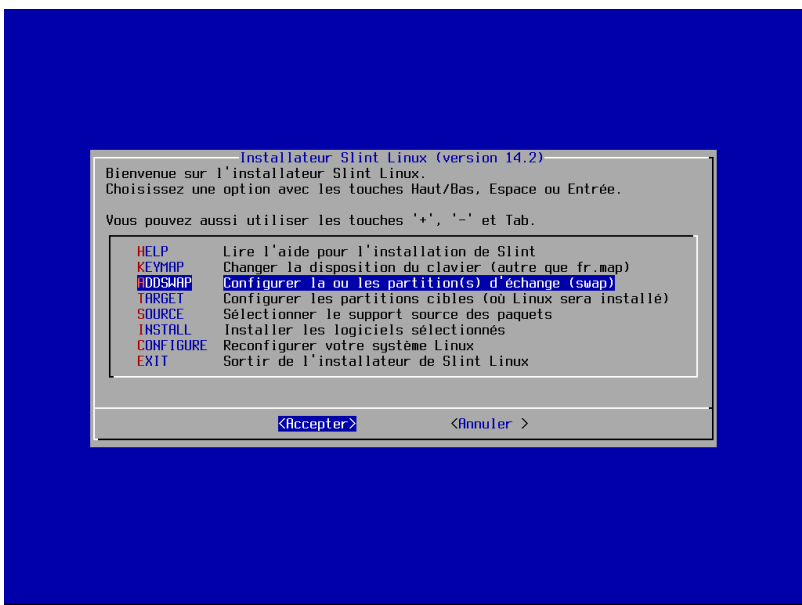 Installateur Slint Linux (version 14.2)
Bienvenue sur l'installateur Slint Linux.
Choisissez une option avec les touches Haut/Bas, Espace ou Entrée.
Vous pouvez aussi utiliser les touches '+', '-' et Tab.
HELP Lire l'aide pour l'installation de Slint
KEYMAP Changer la disposition du clavier (autre que fr.map)
ADDSWAP Configurer la ou les partition(s) d'échange (swap)
TARGET Configurer les partitions cibles (où Linux sera installé)
SOURCE Sélectionner le support source des paquets
INSTALL Installer les logiciels sélectionnés
CONFIGURE Reconfigurer votre système Linux
EXIT Sortir de l'installateur de Slint Linux
<Accepter> <Annuler >